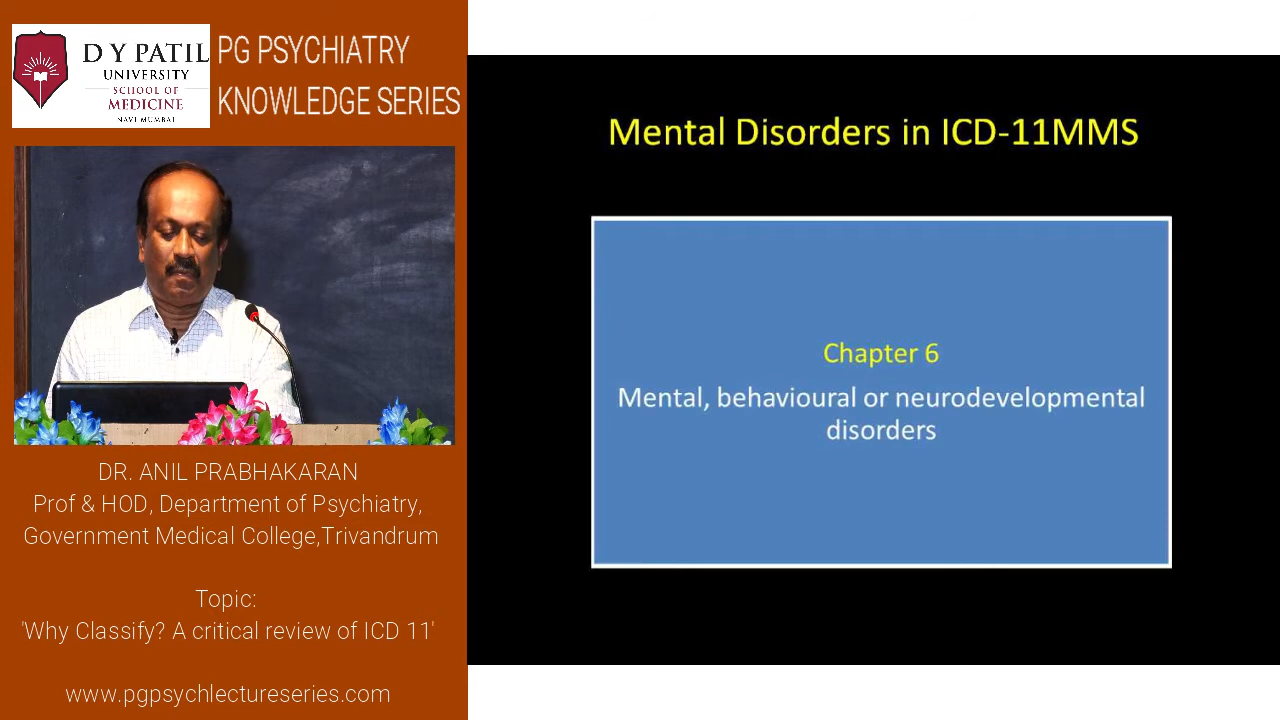 D Y PATIL
UNIVERSITY
SCHOOL OF
MEDICINE
NAVI MUMBAI
PG PSYCHIATRY
KNOWLEDGE SERIES
DR. ANIL PRABHAKARAN
Prof & HOD, Department of Psychiatry,
Government Medical College,Trivandrum
Topic:
'Why Classify? A critical review of ICD 11'
www.pgpsychlectureseries.com
Mental Disorders in ICD-11MMS
Chapter 6
Mental, behavioural or neurodevelopmental
disorders